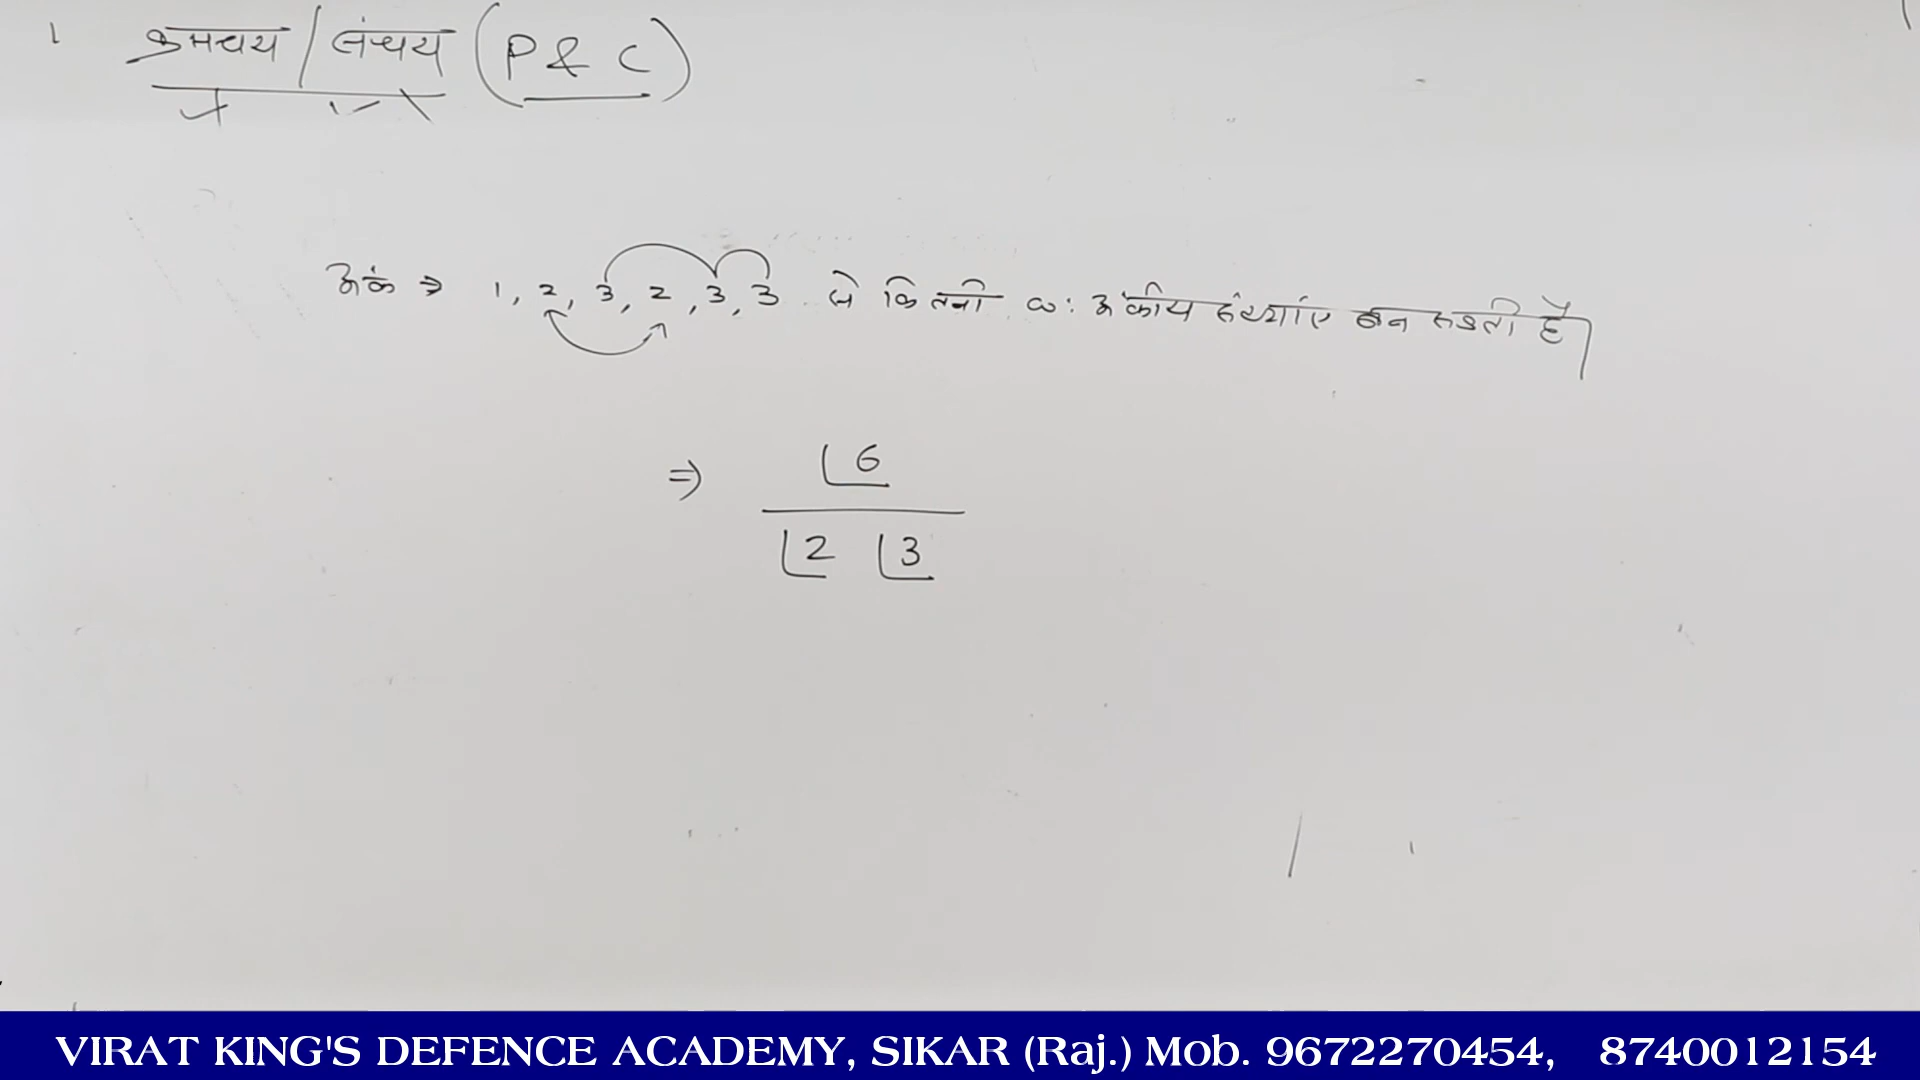 क्रमचय / संचय (P & C)
अंक ⇒ 1, 2, 3, 2, 3, 3 से कितनी छ: अंकीय संख्याएं बन सकती है|
⇒ ⌊6
⌊2 ⌊3
VIRAT KING'S DEFENCE ACADEMY, SIKAR (Raj.) Mob. 9672270454, 8740012154